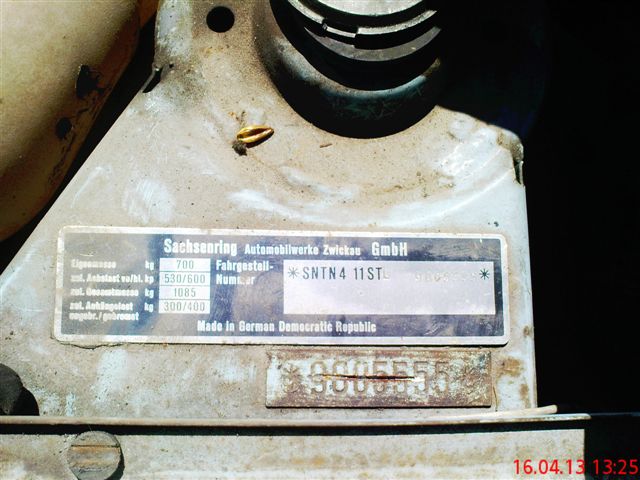 Sachsenring Automobilwerke Zwickau GmbH
Eigenmasse kg 700 Fahrgestell-
zul. Achslast vo/hi. kp 530/600 Nummer
*SNTN4 11ST
zul. Gesamtmasse kg 1085
zul. Anhängelast kg 300/400
ungebr./gebremst
Made in German Democratic Republic
*9805555*
16.04.13 13:25